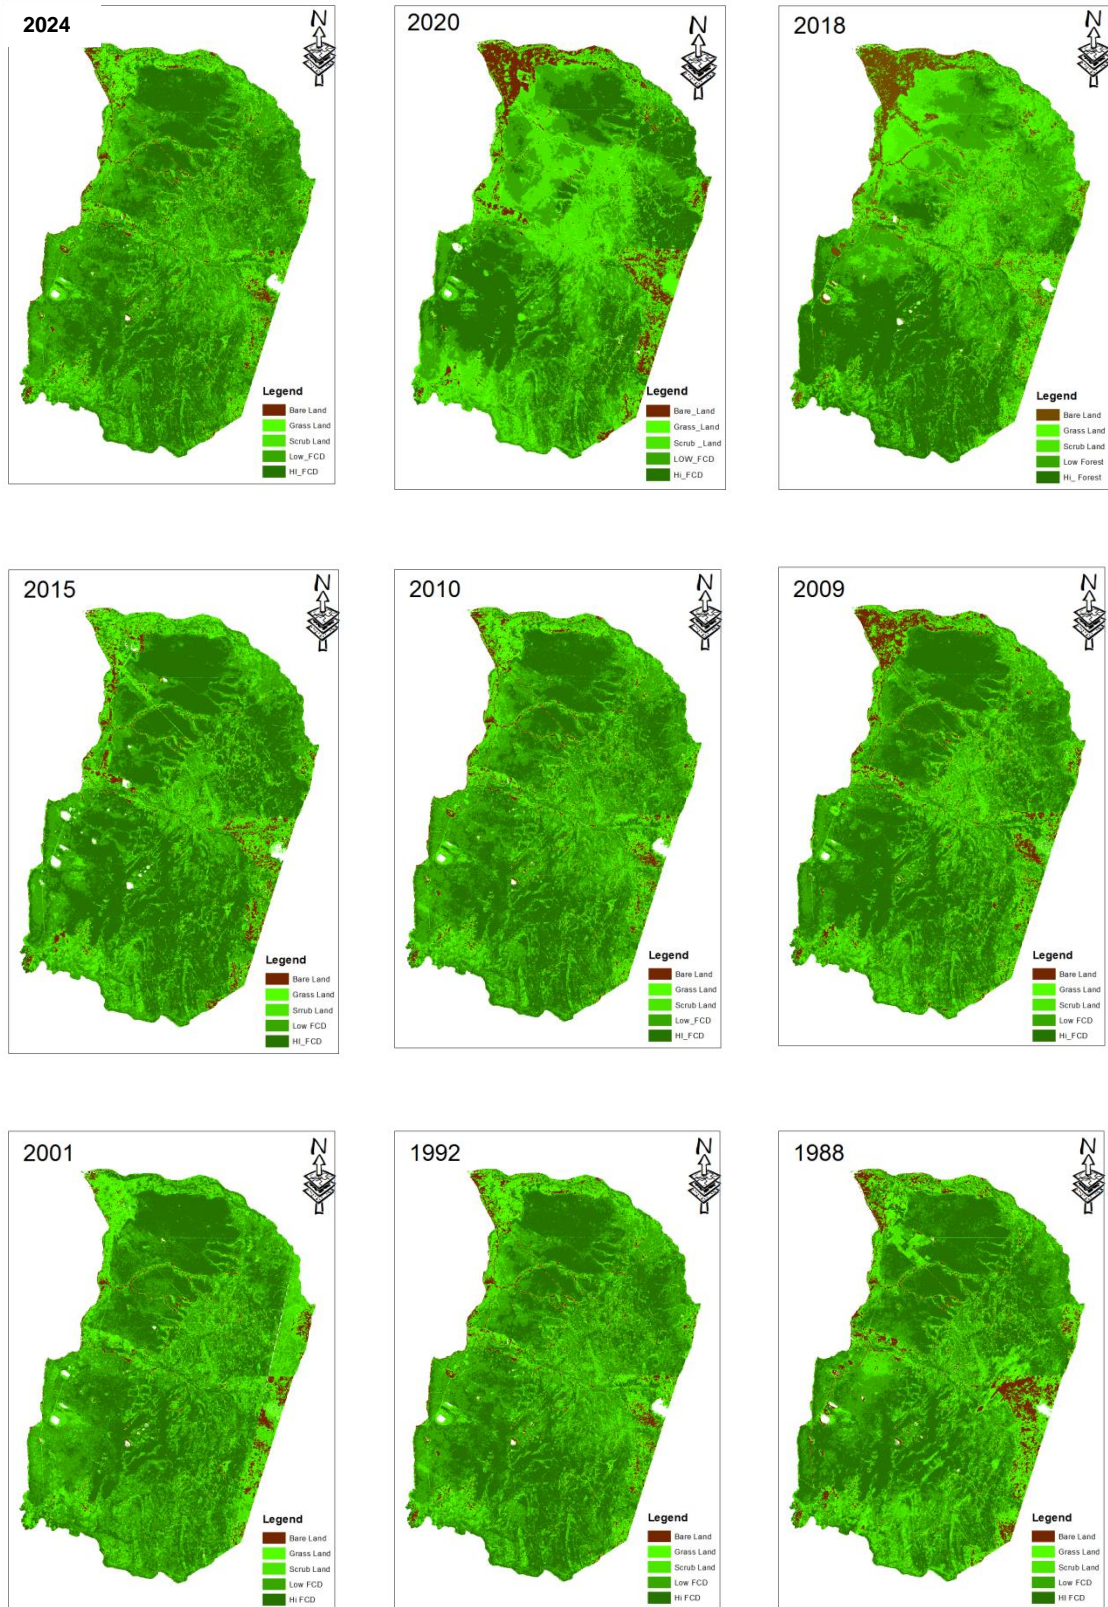 2024
N
Legend
Bare Land
Grass Land
Scrub Land
Low_FCD
HI_FCD
2020
N
Legend
Bare_Land
Grass_Land
Scrub _Land
LOW_FCD
Hi_FCD
2018
N
Legend
Bare Land
Grass Land
Scrub Land
Low Forest
Hi_ Forest
2015
N
Legend
Bare Land
Grass Land
Srrub Land
Low FCD
HI_FCD
2010
N
Legend
Bare Land
Grass Land
Scrub Land
Low_FCD
HI_FCD
2009
N
Legend
Bare Land
Grass Land
Scrub Land
Low FCD
Hi_FCD
2001
N
Legend
Bare Land
Grass Land
Scrub Land
Low FCD
Hi FCD
1992
N
Legend
Bare Land
Grass Land
Scrub Land
Low FCD
Hi FCD
1988
N
Legend
Bare Land
Grass Land
Scrub Land
Low FCD
HI FCD